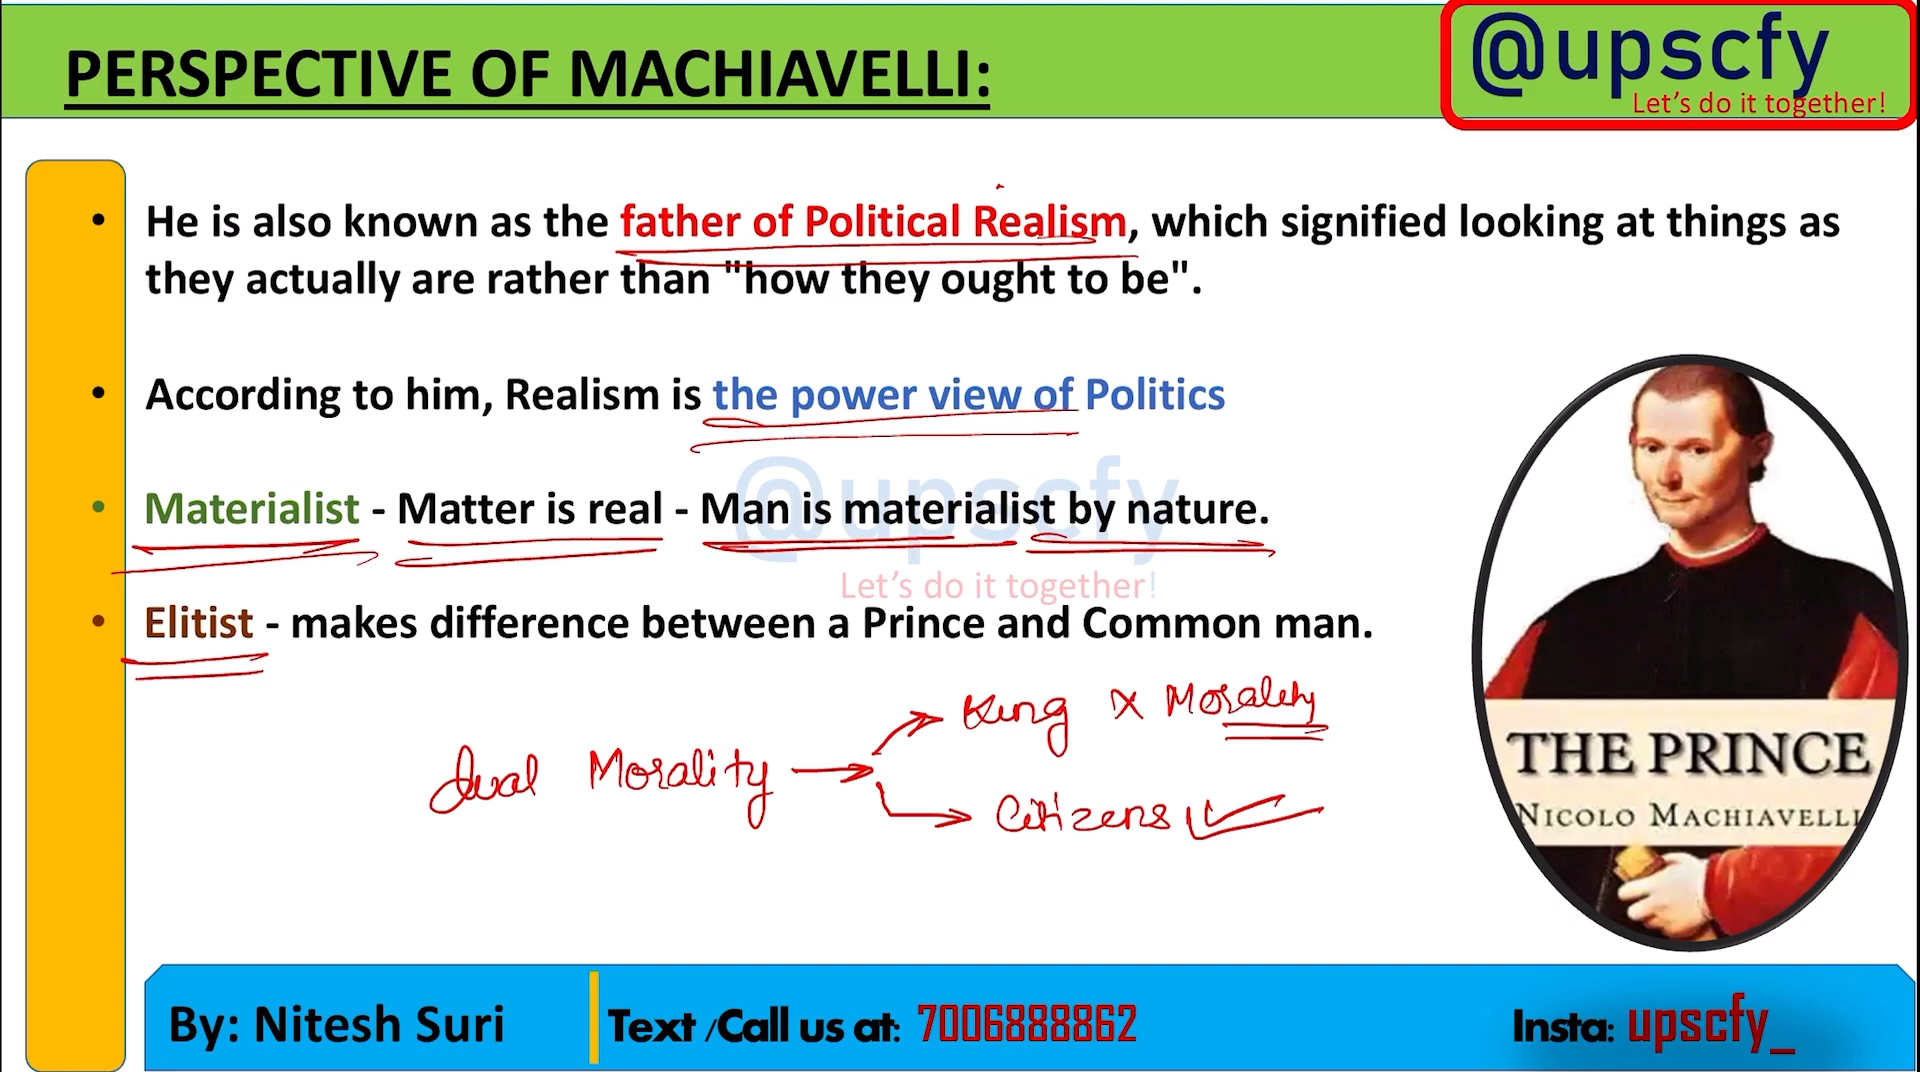 PERSPECTIVE OF MACHIAVELLI:
@upscfy
Let's do it together!
• He is also known as the father of Political Realism, which signified looking at things as
they actually are rather than "how they ought to be".
• According to him, Realism is the power view of Politics
• Materialist - Matter is real - Man is materialist by nature.
@upscfy
Let's do it together!
• Elitist - makes difference between a Prince and Common man.
King X Morality
dual Morality
Citizens
THE PRINCE
NICOLO MACHIAVELLI
By: Nitesh Suri
Text /Call us at: 7006888862
Insta: upscfy_